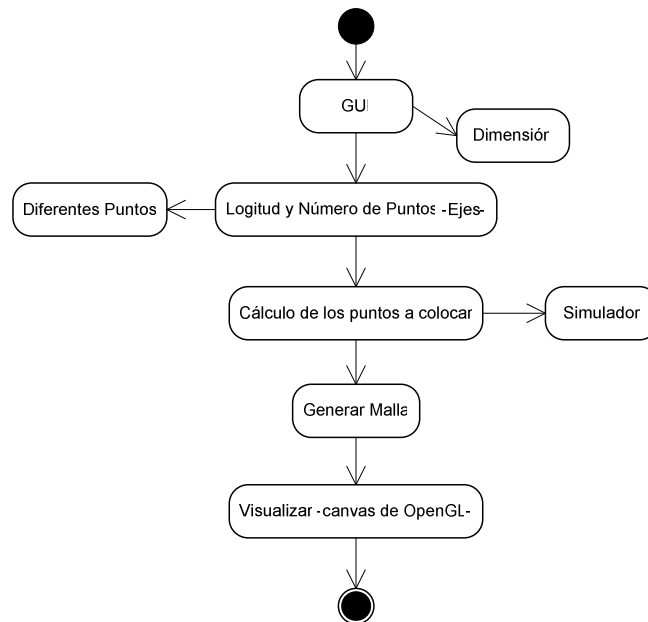 GUI
Dimensión
Diferentes Puntos
Logitud y Número de Puntos -Ejes-
Cálculo de los puntos a colocar
Simulador
Generar Malla
Visualizar -canvas de OpenGL-